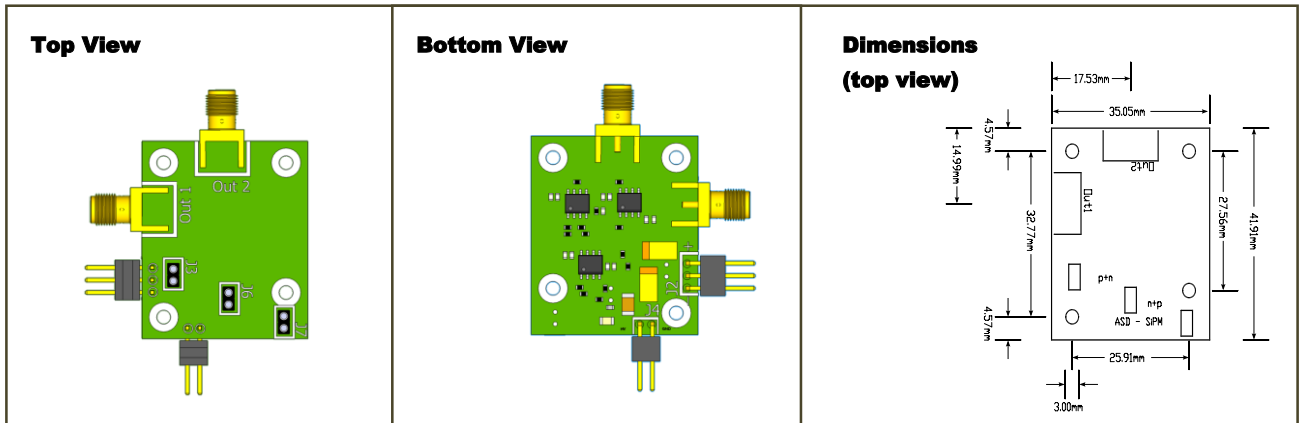 Top View
Out 2
Out 1
J3
J6
J7
Bottom View
+
J2
J4
Dimensions
(top view)
17.53mm
35.05mm
4.57mm
14.99mm
Out2
Out1
32.77mm
27.56mm
41.91mm
p+n
n+p
ASD - SiPM
4.57mm
25.91mm
3.00mm